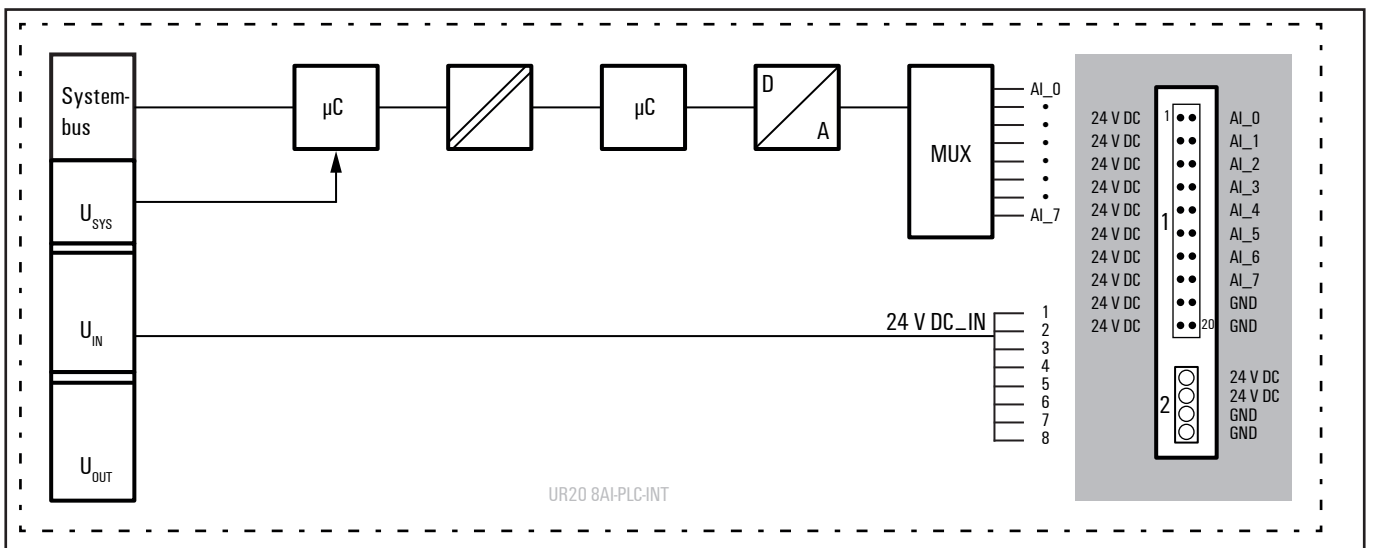 System-
bus
µC
µC
D
A
MUX
AI_0
AI_7
U_SYS
U_IN
U_OUT
24 V DC_IN
1
2
3
4
5
6
7
8
UR20 8AI-PLC-INT
1
24 V DC AI_0
24 V DC AI_1
24 V DC AI_2
24 V DC AI_3
24 V DC AI_4
1
24 V DC AI_5
24 V DC AI_6
24 V DC AI_7
24 V DC GND
24 V DC 20 GND
2
24 V DC
24 V DC
GND
GND